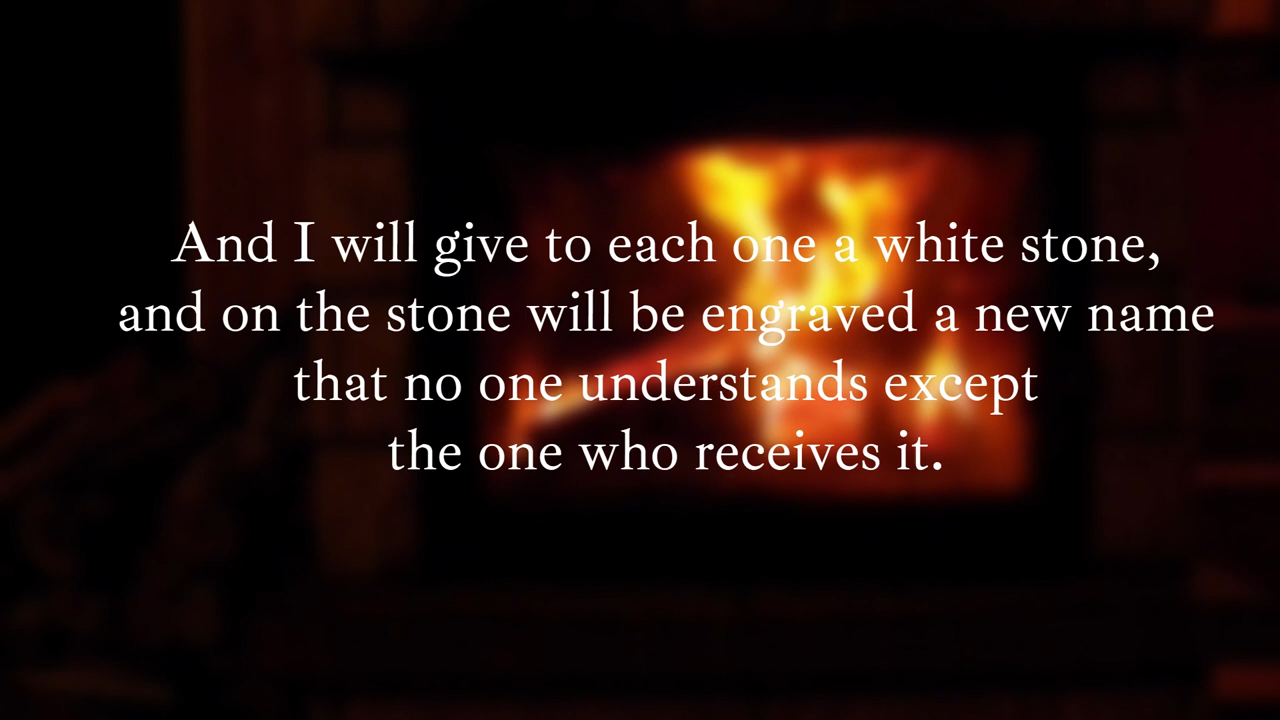 And I will give to each one a white stone,
and on the stone will be engraved a new name
that no one understands except
the one who receives it.